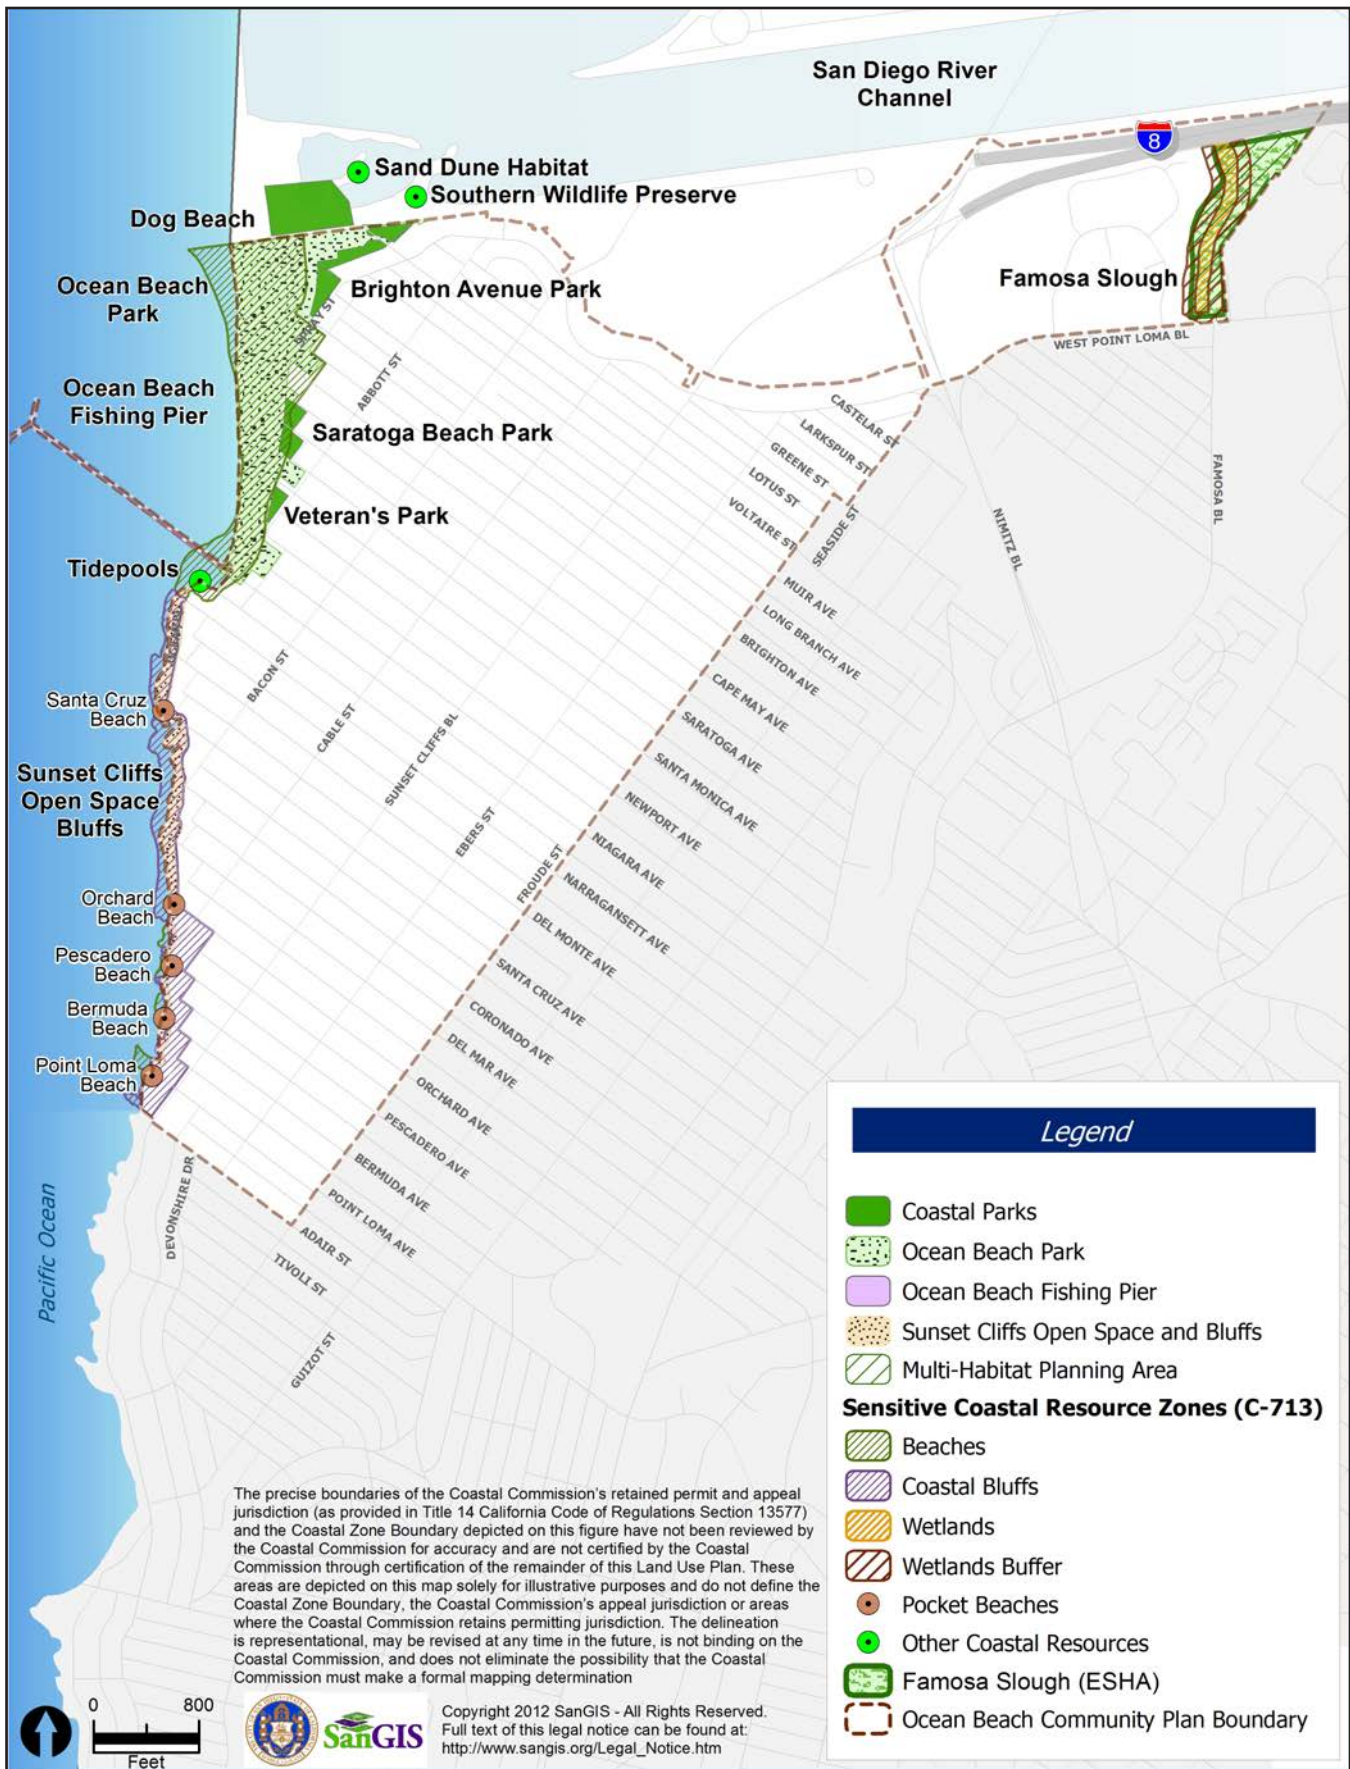 San Diego River
Channel
8
Sand Dune Habitat
Southern Wildlife Preserve
Dog Beach
Ocean Beach
Park
Brighton Avenue Park
Famosa Slough
WEST POINT LOMA BL
ABBOTT ST
Ocean Beach
Fishing Pier
Saratoga Beach Park
Veteran's Park
Tidepools
CASTELAR ST
LARKSPUR ST
GREENE ST
LOTUS ST
VOLTAIRE ST
SEASIDE ST
NIMITZ BL
FAMOSA BL
MUIR AVE
LONG BRANCH AVE
BRIGHTON AVE
CAPE MAY AVE
SARATOGA AVE
SANTA MONICA AVE
NEWPORT AVE
NIAGARA AVE
NARRAGANSETT AVE
DEL MONTE AVE
SANTA CRUZ AVE
CORONADO AVE
DEL MAR AVE
ORCHARD AVE
PESCADERO AVE
BERMUDA AVE
POINT LOMA AVE
ADAIR ST
TIVOLI ST
GUIZOT ST
DEVONSHIRE DR
BACON ST
CABLE ST
SUNSET CLIFFS BL
EBERS ST
FROUDE ST
Santa Cruz
Beach
Sunset Cliffs
Open Space
Bluffs
Orchard
Beach
Pescadero
Beach
Bermuda
Beach
Point Loma
Beach
Pacific Ocean
Legend
Coastal Parks
Ocean Beach Park
Ocean Beach Fishing Pier
Sunset Cliffs Open Space and Bluffs
Multi-Habitat Planning Area
Sensitive Coastal Resource Zones (C-713)
Beaches
Coastal Bluffs
Wetlands
Wetlands Buffer
Pocket Beaches
Other Coastal Resources
Famosa Slough (ESHA)
Ocean Beach Community Plan Boundary
The precise boundaries of the Coastal Commission's retained permit and appeal
jurisdiction (as provided in Title 14 California Code of Regulations Section 13577)
and the Coastal Zone Boundary depicted on this figure have not been reviewed by
the Coastal Commission for accuracy and are not certified by the Coastal
Commission through certification of the remainder of this Land Use Plan. These
areas are depicted on this map solely for illustrative purposes and do not define the
Coastal Zone Boundary, the Coastal Commission's appeal jurisdiction or areas
where the Coastal Commission retains permitting jurisdiction. The delineation
is representational, may be revised at any time in the future, is not binding on the
Coastal Commission, and does not eliminate the possibility that the Coastal
Commission must make a formal mapping determination
0 800
Feet
SanGIS
Copyright 2012 SanGIS - All Rights Reserved.
Full text of this legal notice can be found at:
http://www.sangis.org/Legal_Notice.htm